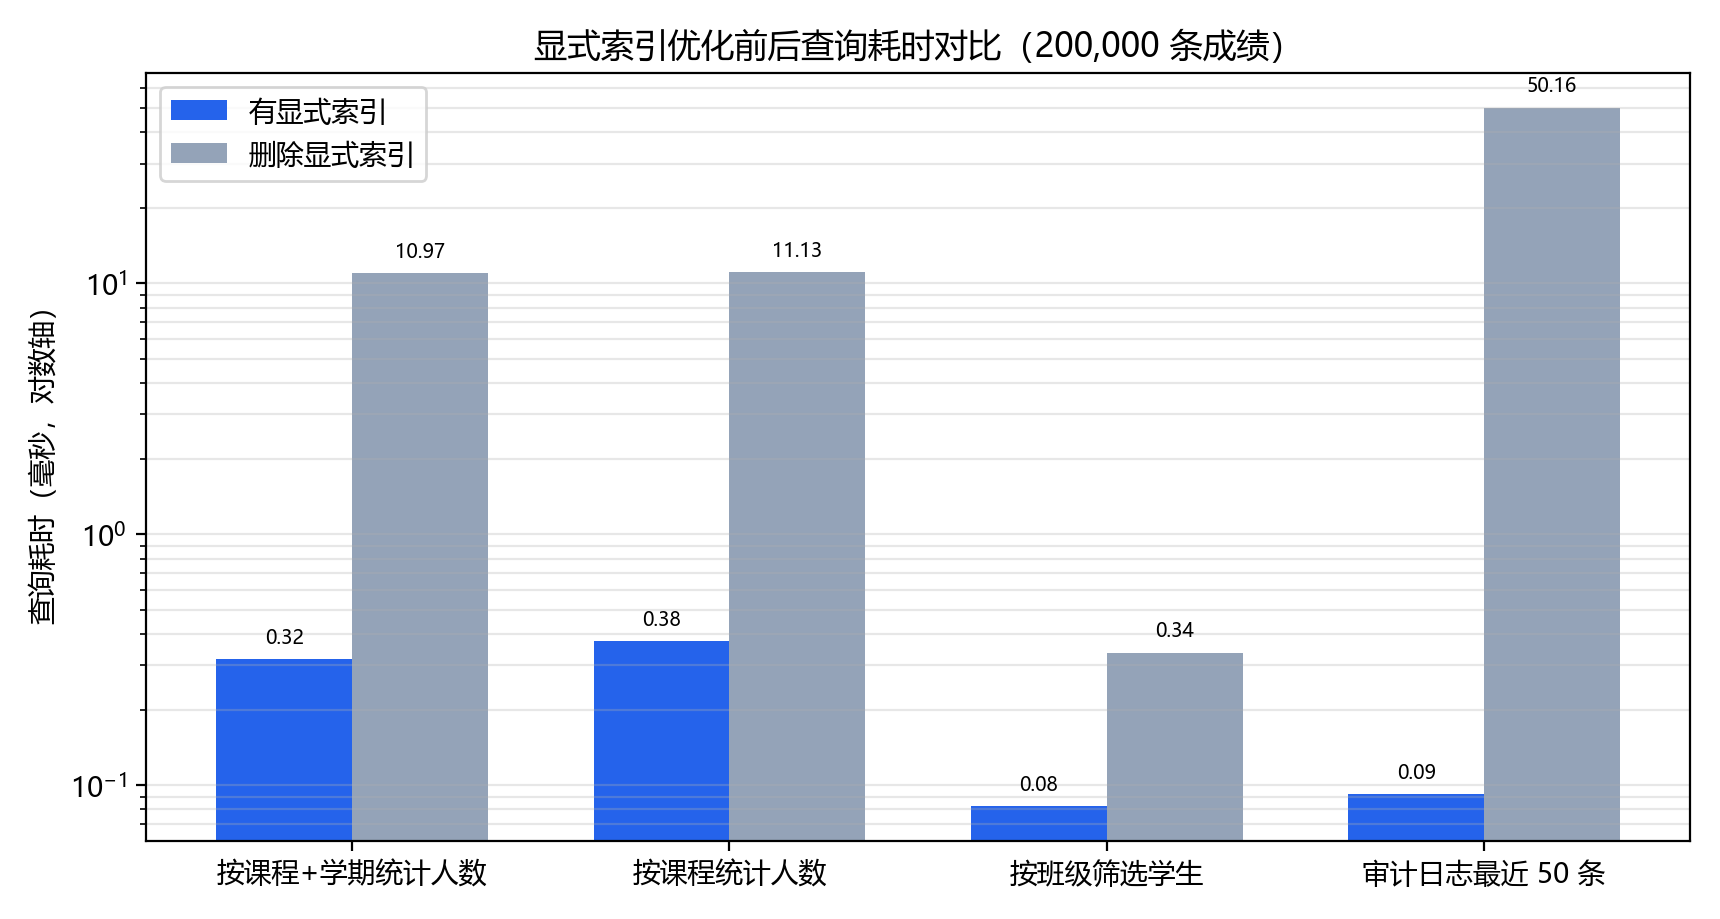 显式索引优化前后查询耗时对比（200,000 条成绩）
有显式索引
删除显式索引
查询耗时（毫秒，对数轴）
10¹
10⁰
10⁻¹
0.32
10.97
0.38
11.13
0.08
0.34
0.09
50.16
按课程+学期统计人数
按课程统计人数
按班级筛选学生
审计日志最近 50 条